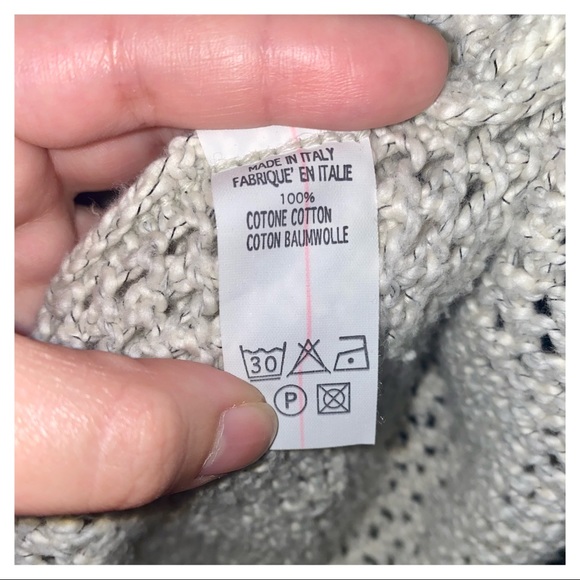 MADE IN ITALY
FABRIQUE' EN ITALIE
100%
COTONE COTTON
COTON BAUMWOLLE
30
P